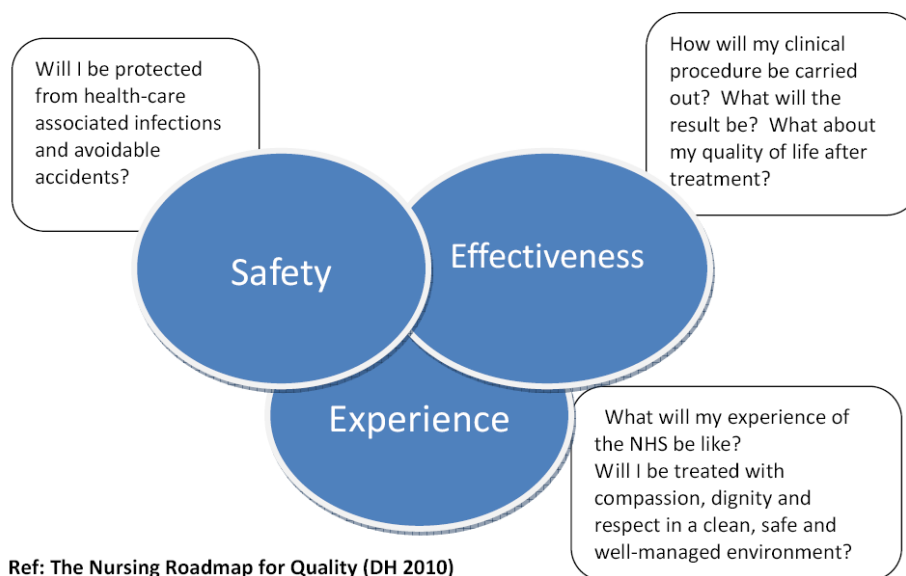 Will I be protected
from health-care
associated infections
and avoidable
accidents?
How will my clinical
procedure be carried
out? What will the
result be? What about
my quality of life after
treatment?
Safety
Effectiveness
Experience
What will my experience of
the NHS be like?
Will I be treated with
compassion, dignity and
respect in a clean, safe and
well-managed environment?
Ref: The Nursing Roadmap for Quality (DH 2010)